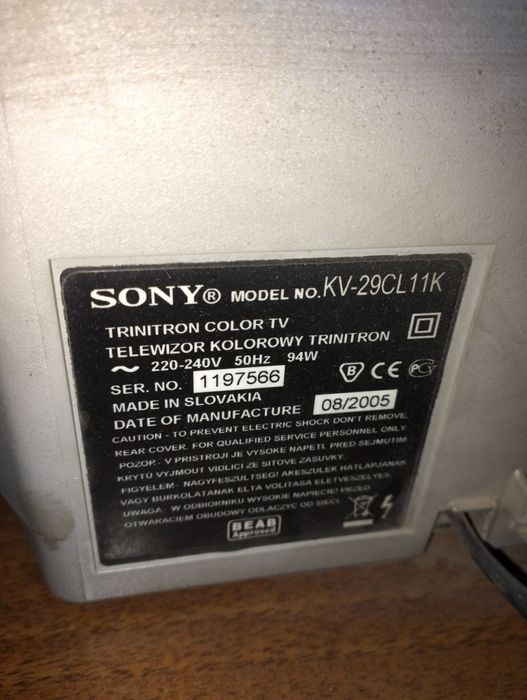 SONY® MODEL NO. KV-29CL11K
TRINITRON COLOR TV
TELEWIZOR KOLOROWY TRINITRON
~ 220-240V 50Hz 94W
SER. NO. 1197566
B CE PG
MADE IN SLOVAKIA
DATE OF MANUFACTURE 08/2005
CAUTION - TO PREVENT ELECTRIC SHOCK DON'T REMOVE
REAR COVER. FOR QUALIFIED SERVICE PERSONNEL ONLY
POZOR - V PRISTROJI JE VYSOKE NAPETI. PRED SEJMUTIM
KRYTU VYJMOUT VIDLICI ZE SITOVE ZASUVKY.
FIGYELEM - NAGYFESZULTSEG! AKESZULEK HATLAPJANAK
VAGY BURKOLATANAK ELTAVOLITASA ELETVESZELYES.
UWAGA - W ODBIORNIKU WYSOKIE NAPIECIE! PRZED
OTWARCIEM OBUDOWY ODLACZYC OD SIECI.
BEAB
Approved